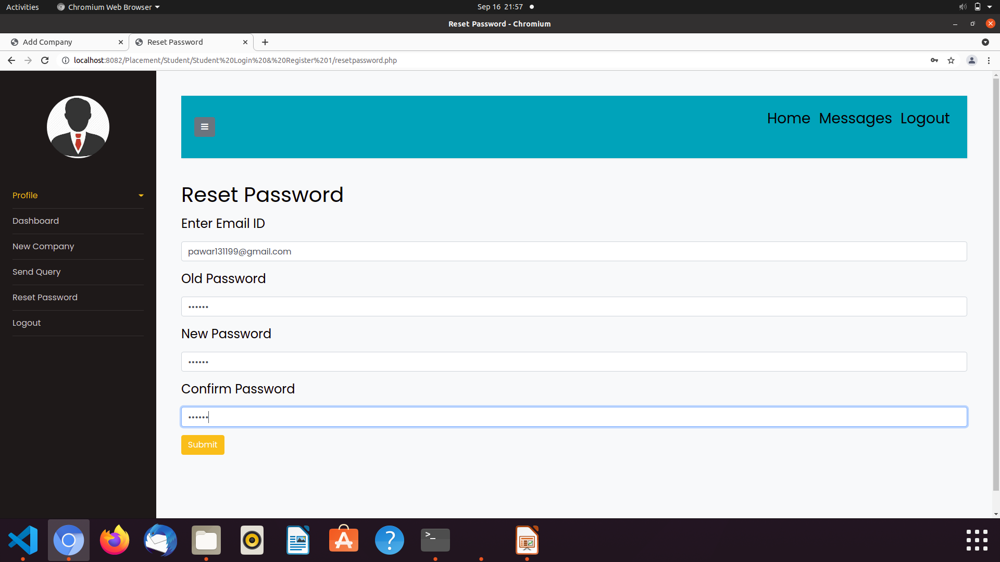 Activities
Chromium Web Browser
Sep 16 21:57
Reset Password - Chromium
Add Company
Reset Password
localhost:8082/Placement/Student/Student%20Login%20&%20Register%201/resetpassword.php
Home Messages Logout
Profile
Dashboard
New Company
Send Query
Reset Password
Logout
Reset Password
Enter Email ID
pawar131199@gmail.com
Old Password
••••••
New Password
••••••
Confirm Password
••••••
Submit